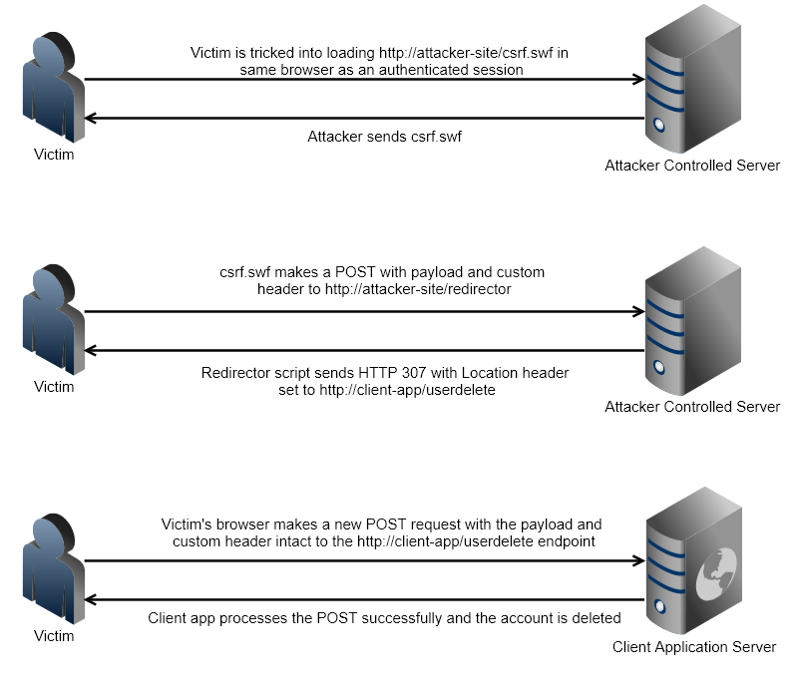 Victim is tricked into loading http://attacker-site/csrf.swf in
same browser as an authenticated session
Attacker sends csrf.swf
Victim
Attacker Controlled Server
csrf.swf makes a POST with payload and custom
header to http://attacker-site/redirector
Redirector script sends HTTP 307 with Location header
set to http://client-app/userdelete
Victim
Attacker Controlled Server
Victim's browser makes a new POST request with the payload and
custom header intact to the http://client-app/userdelete endpoint
Client app processes the POST successfully and the account is deleted
Victim
Client Application Server